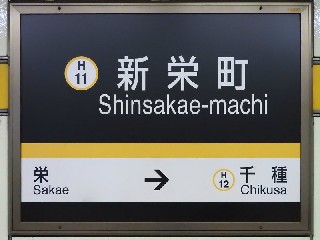 H
11
新栄町
Shinsakae-machi
栄
Sakae
→
H
12
千種
Chikusa